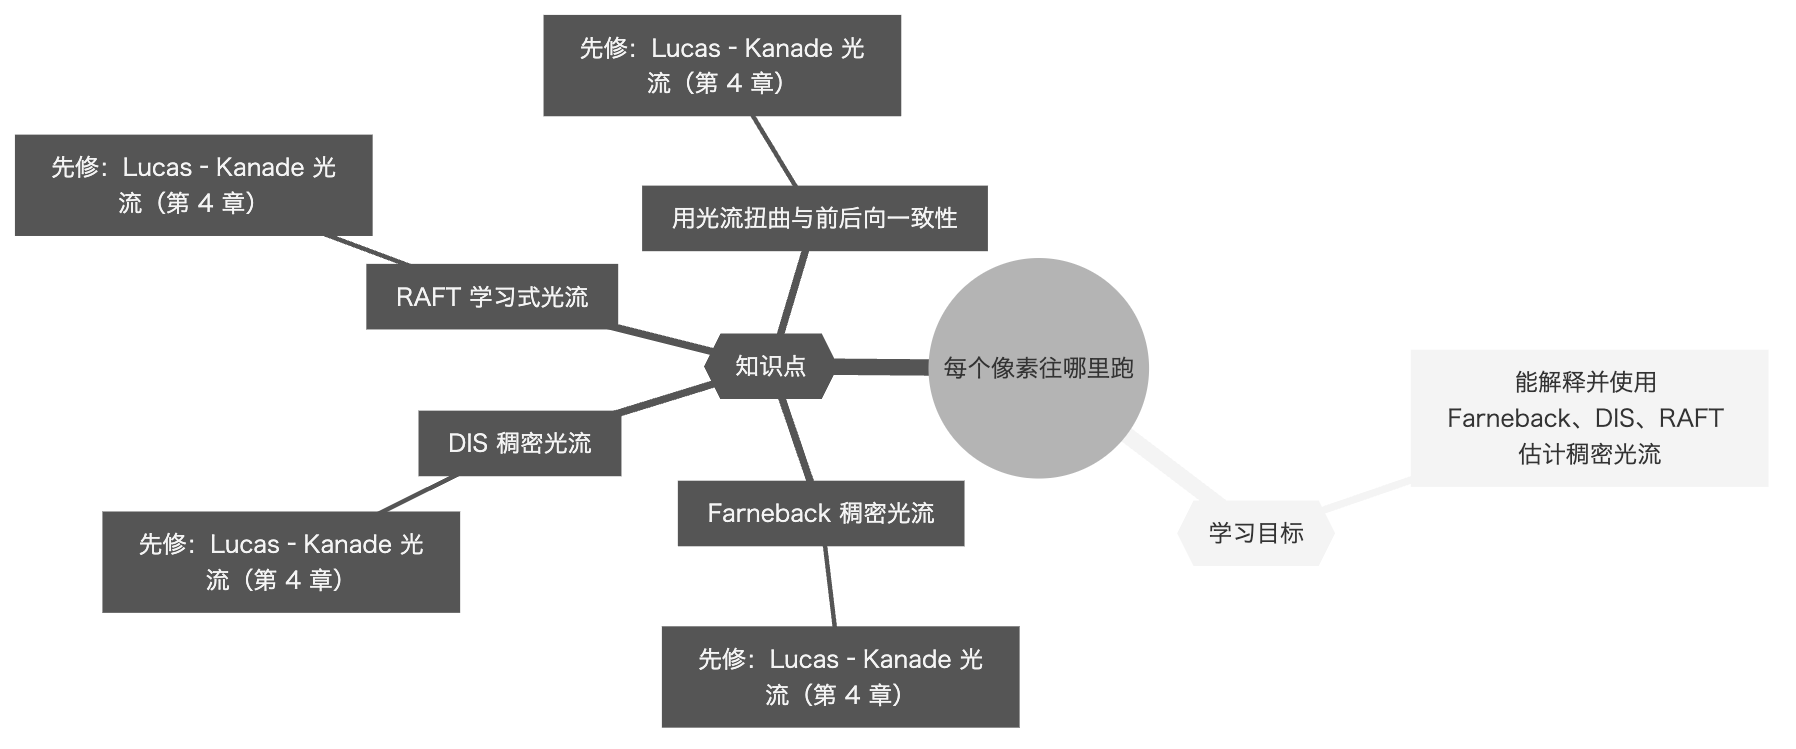 先修：Lucas - Kanade 光
流（第 4 章）
先修：Lucas - Kanade 光
流（第 4 章）
用光流扭曲与前后向一致性
RAFT 学习式光流
知识点
每个像素往哪里跑
能解释并使用
Farneback、DIS、RAFT
估计稠密光流
DIS 稠密光流
Farneback 稠密光流
学习目标
先修：Lucas - Kanade 光
流（第 4 章）
先修：Lucas - Kanade 光
流（第 4 章）